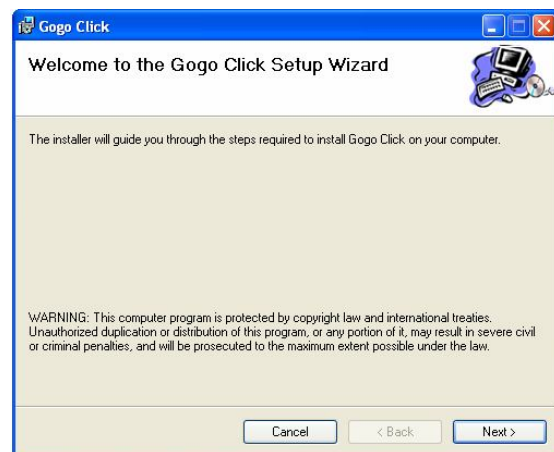 Gogo Click
Welcome to the Gogo Click Setup Wizard
The installer will guide you through the steps required to install Gogo Click on your computer.
WARNING: This computer program is protected by copyright law and international treaties.
Unauthorized duplication or distribution of this program, or any portion of it, may result in severe civil
or criminal penalties, and will be prosecuted to the maximum extent possible under the law.
Cancel
< Back
Next >